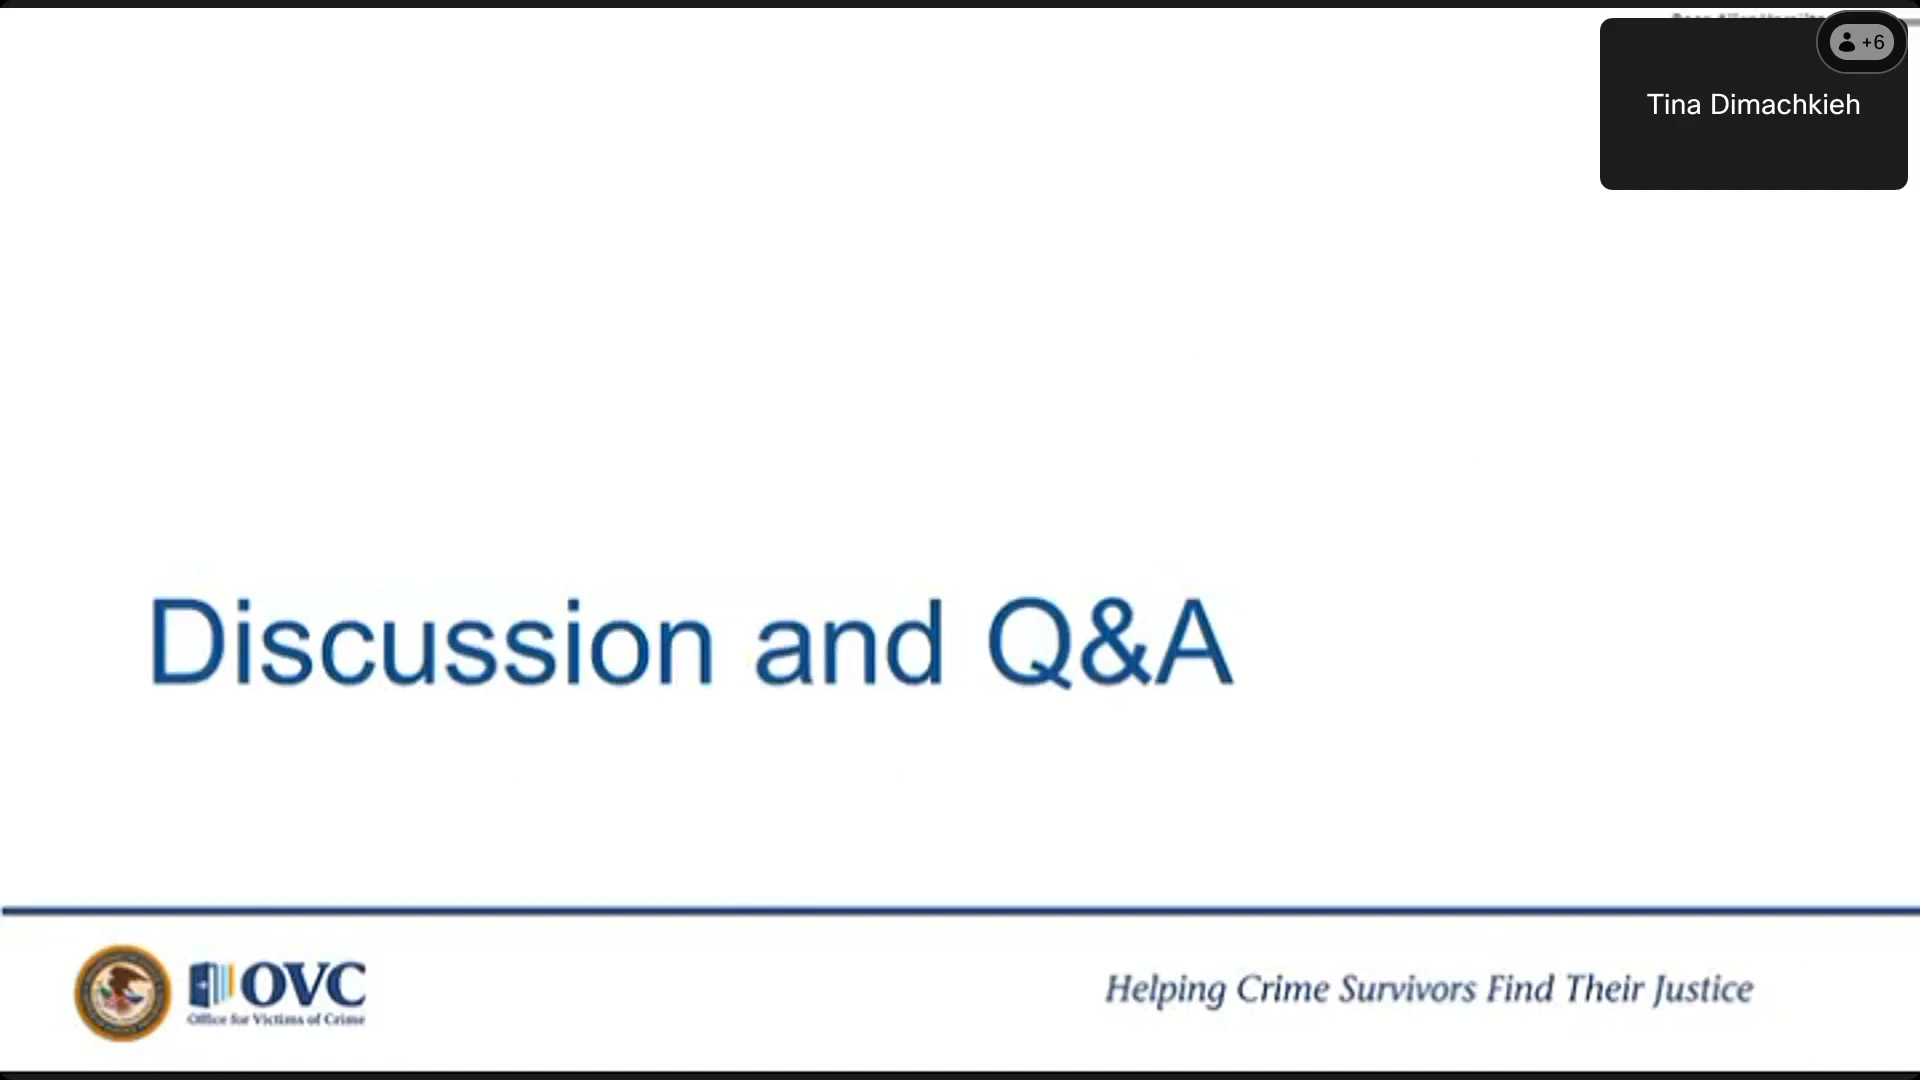 +6
Tina Dimachkieh
Discussion and Q&A
OVC
Office for Victims of Crime
Helping Crime Survivors Find Their Justice